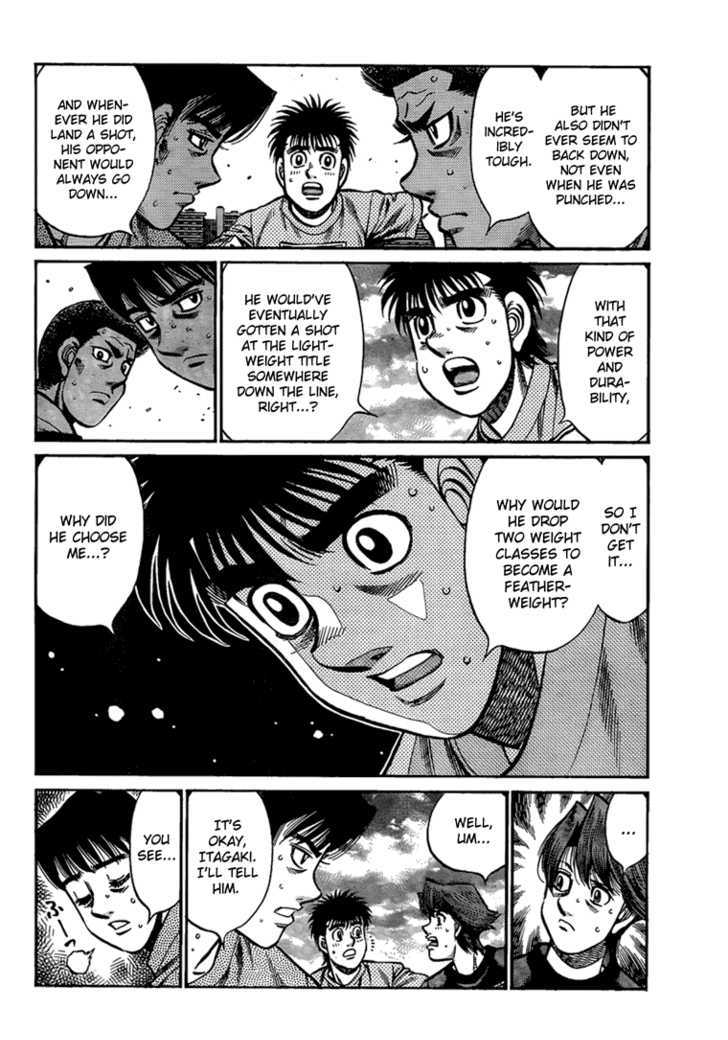 BUT HE
ALSO DIDN'T
EVER SEEM TO
BACK DOWN,
NOT EVEN
WHEN HE WAS
PUNCHED...
HE'S
INCRED-
IBLY
TOUGH.
AND WHEN-
EVER HE DID
LAND A SHOT,
HIS OPPO-
NENT WOULD
ALWAYS GO
DOWN...
WITH
THAT
KIND OF
POWER
AND
DURA-
BILITY,
HE WOULD'VE
EVENTUALLY
GOTTEN A SHOT
AT THE LIGHT-
WEIGHT TITLE
SOMEWHERE
DOWN THE LINE,
RIGHT...?
SO I
DON'T
GET
IT...
WHY WOULD
HE DROP
TWO WEIGHT
CLASSES TO
BECOME A
FEATHER-
WEIGHT?
WHY DID
HE CHOOSE
ME...?
...
WELL,
UM...
IT'S
OKAY,
ITAGAKI.
I'LL TELL
HIM.
YOU
SEE...
ふーっ